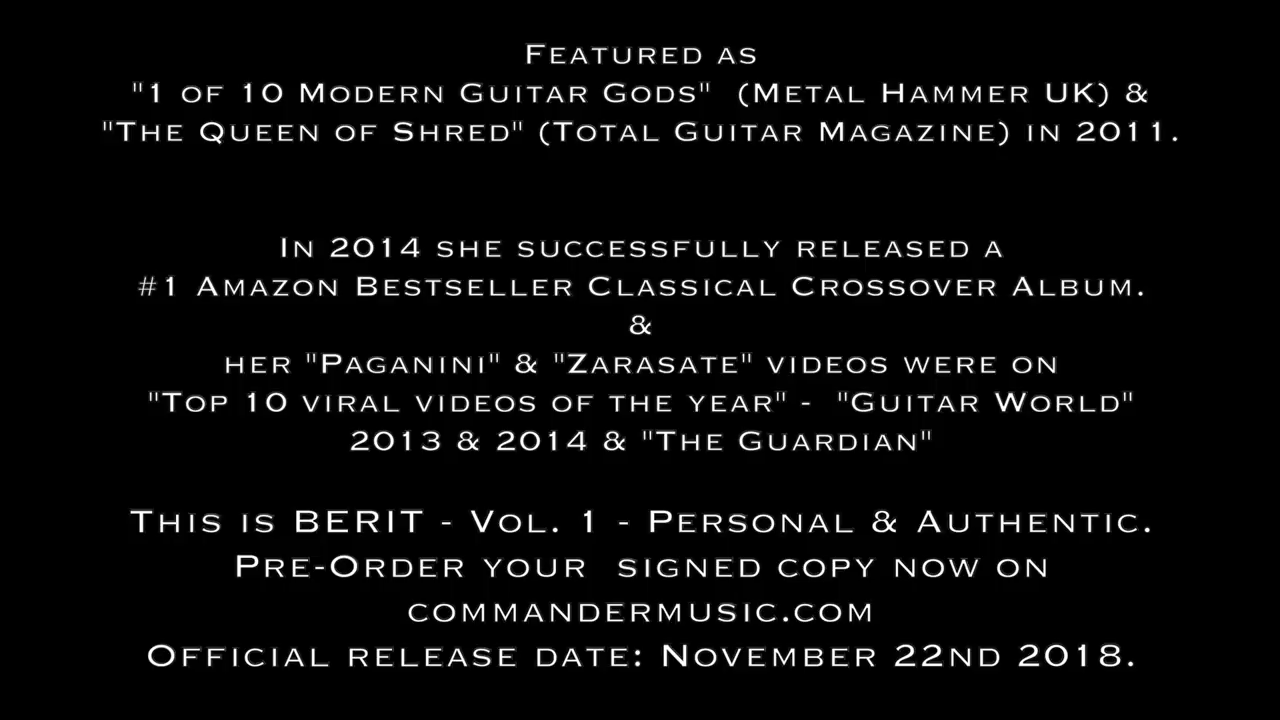 Featured as
"1 of 10 Modern Guitar Gods"  (Metal Hammer UK) &
"The Queen of Shred" (Total Guitar Magazine) in 2011.
In 2014 she successfully released a
#1 Amazon Bestseller Classical Crossover Album.
&
her "Paganini" & "Zarasate" videos were on
"Top 10 viral videos of the year" -  "Guitar World"
2013 & 2014 & "The Guardian"
This is BERIT - Vol. 1 - Personal & Authentic.
Pre-Order your  signed copy now on
commandermusic.com
Official release date: November 22nd 2018.